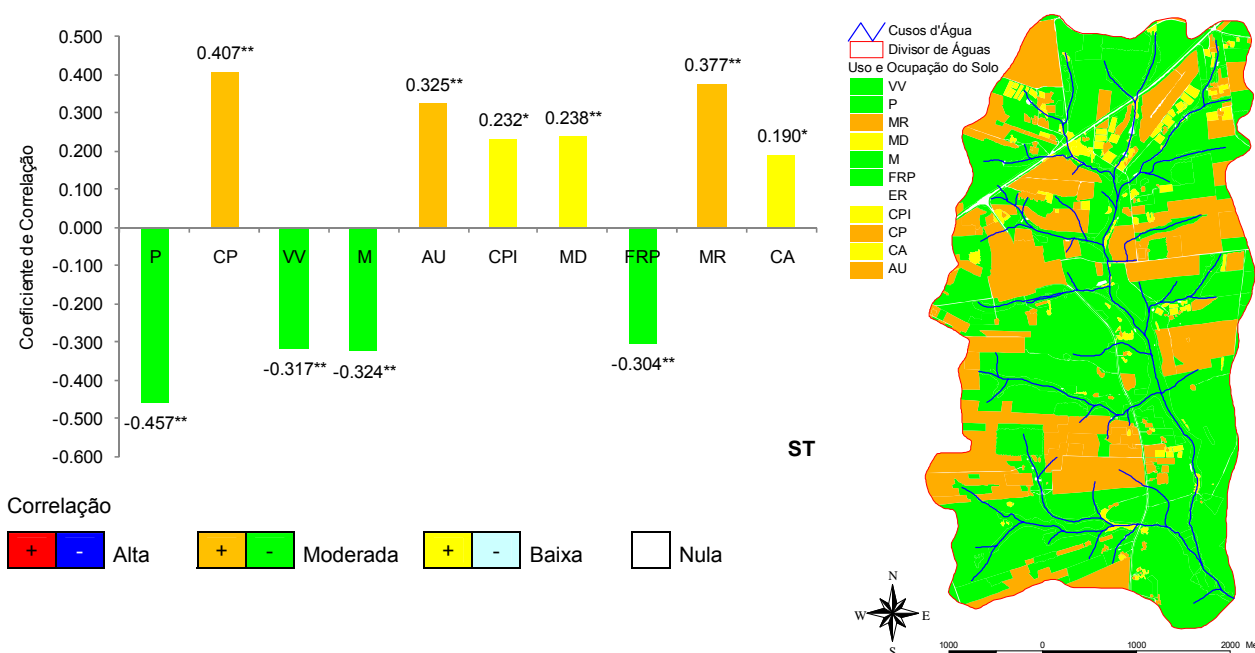 Coeficiente de Correlação
0.500
0.400
0.300
0.200
0.100
0.000
-0.100
-0.200
-0.300
-0.400
-0.500
-0.600
0.407**
0.325**
0.232*
0.238**
0.377**
0.190*
P
CP
VV
M
AU
CPI
MD
FRP
MR
CA
-0.457**
-0.317**
-0.324**
-0.304**
ST
Correlação
+ - Alta
+ - Moderada
+ - Baixa
Nula
Cusos d'Água
Divisor de Águas
Uso e Ocupação do Solo
VV
P
MR
MD
M
FRP
ER
CPI
CP
CA
AU
N
W E
S
1000 0 1000 2000